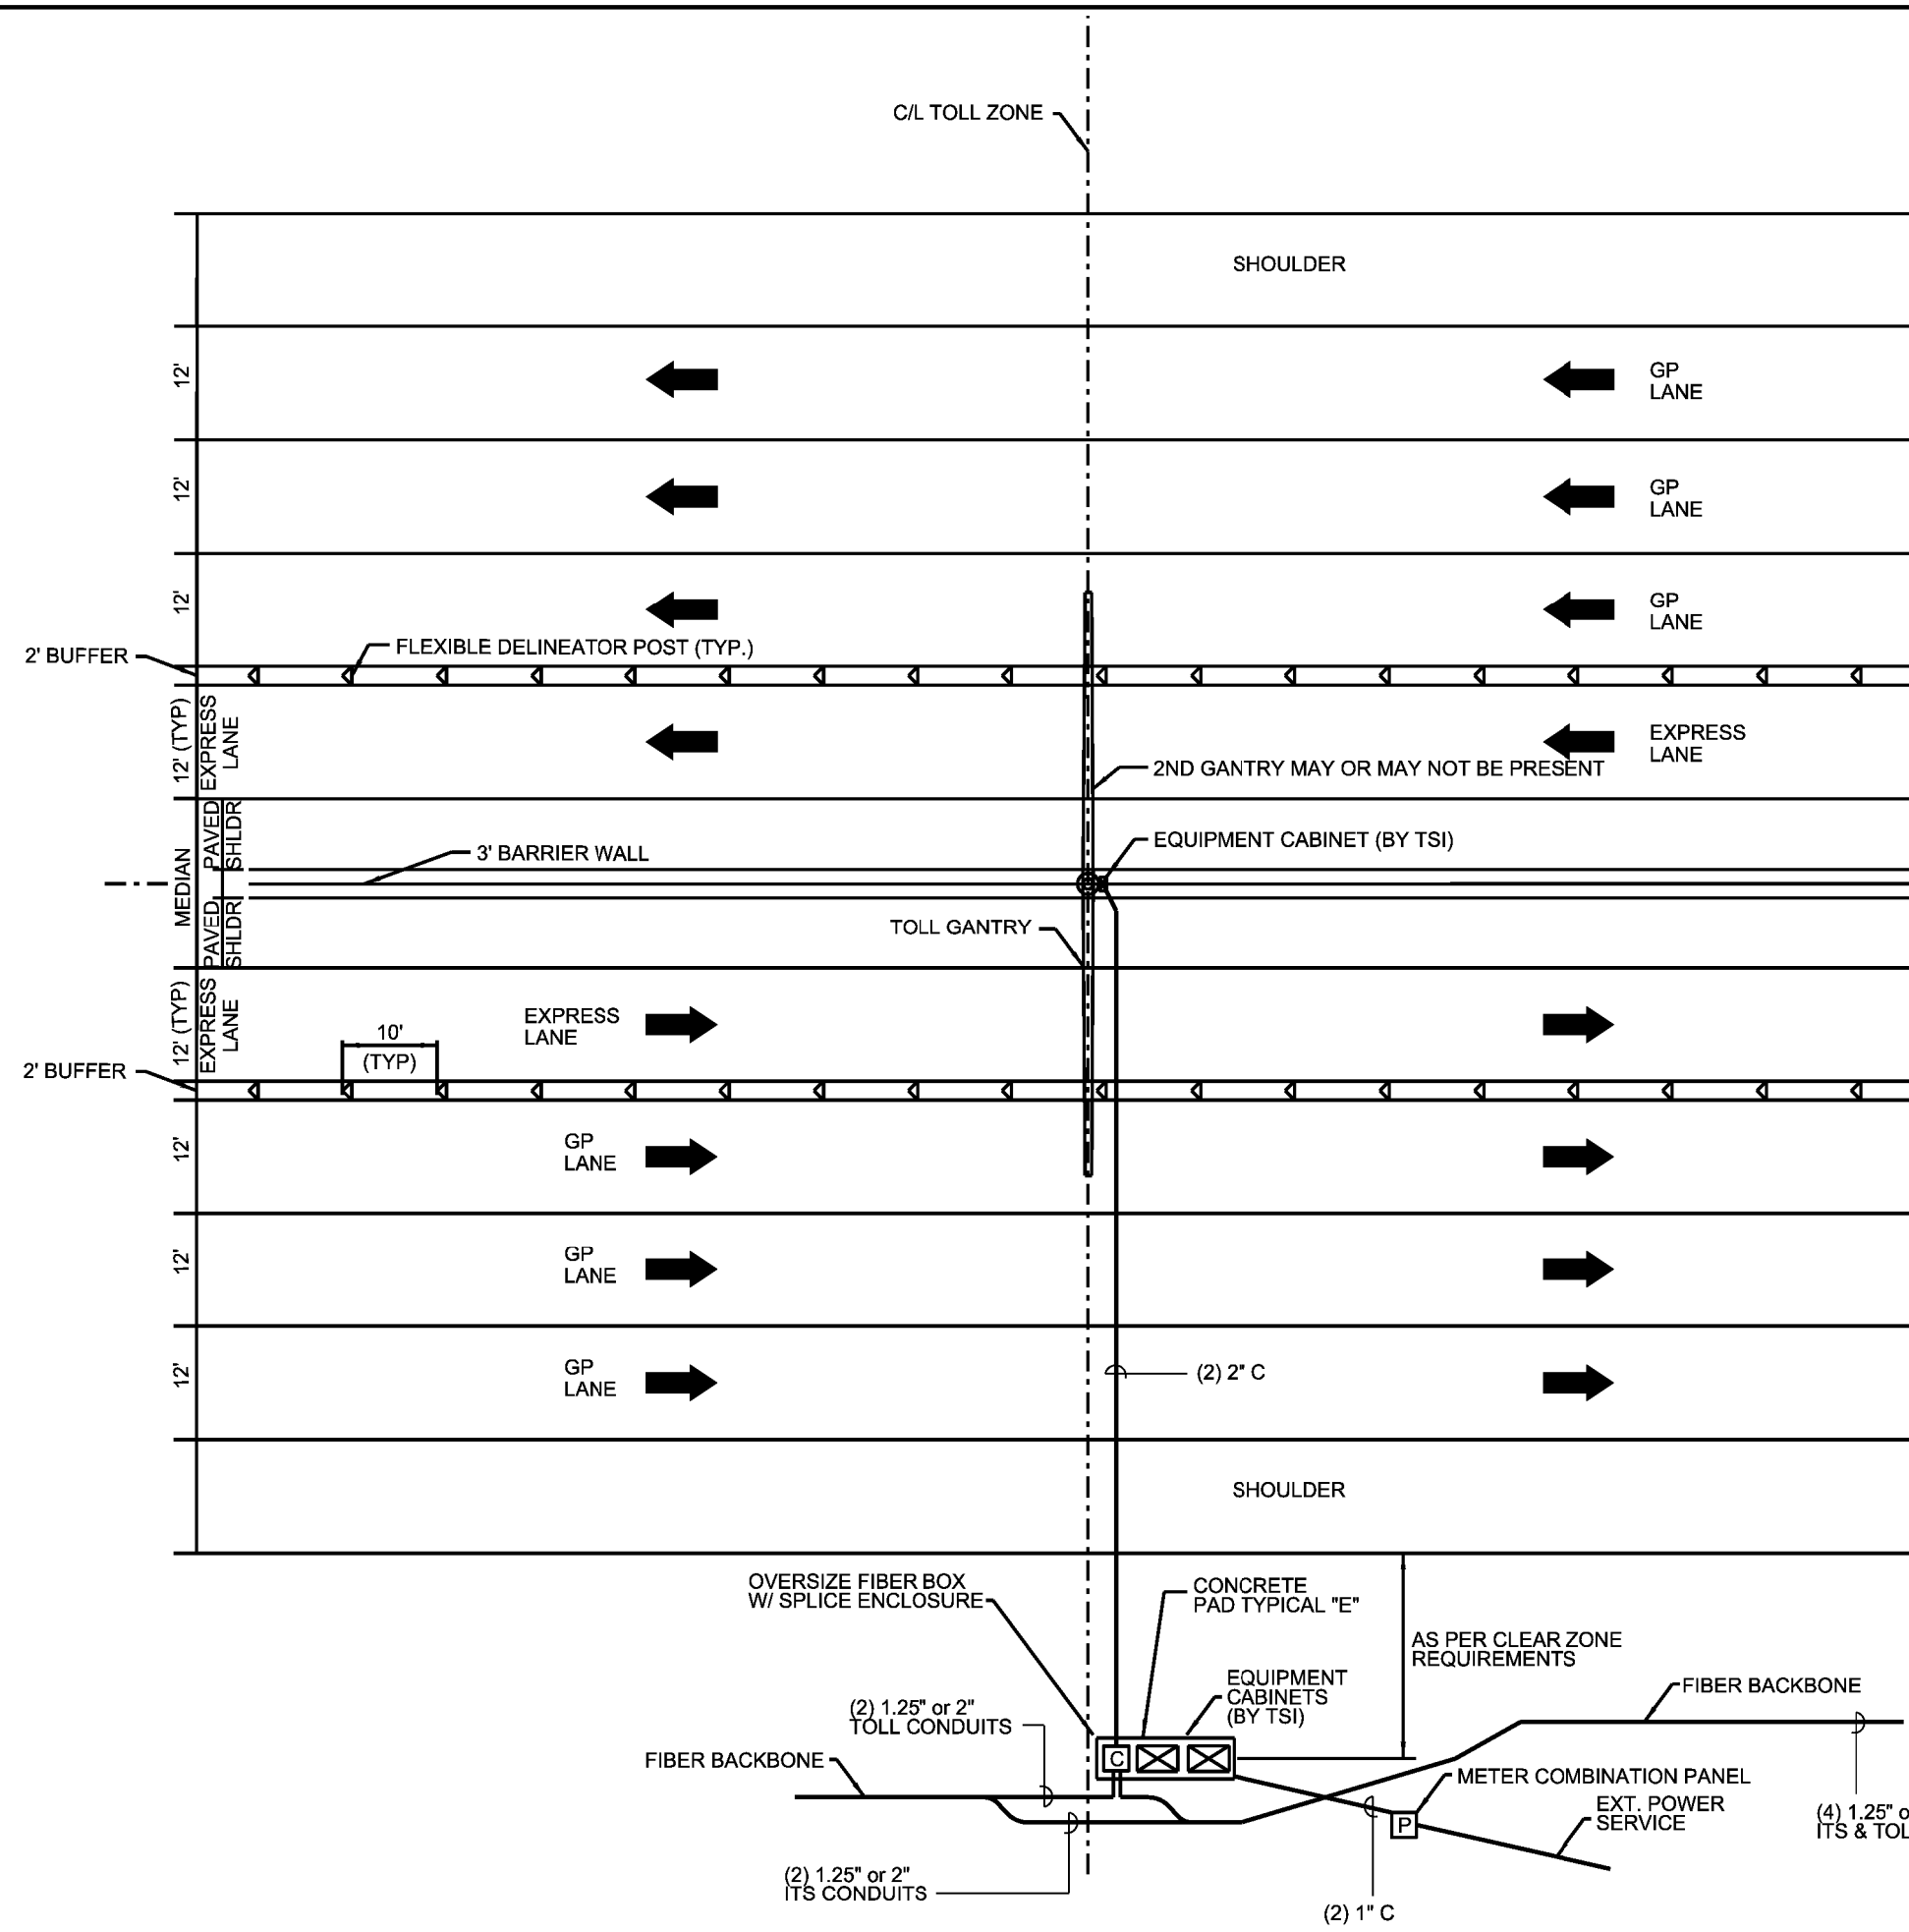 C/L TOLL ZONE
SHOULDER
12'
GP
LANE
12'
GP
LANE
12'
GP
LANE
2' BUFFER
FLEXIBLE DELINEATOR POST (TYP.)
12' (TYP)
EXPRESS
LANE
EXPRESS
LANE
2ND GANTRY MAY OR MAY NOT BE PRESENT
MEDIAN
PAVED
SHLDR
3' BARRIER WALL
EQUIPMENT CABINET (BY TSI)
PAVED
SHLDR
TOLL GANTRY
12' (TYP)
EXPRESS
LANE
10'
(TYP)
EXPRESS
LANE
2' BUFFER
12'
GP
LANE
12'
GP
LANE
12'
GP
LANE
(2) 2" C
SHOULDER
OVERSIZE FIBER BOX
W/ SPLICE ENCLOSURE
CONCRETE
PAD TYPICAL "E"
AS PER CLEAR ZONE
REQUIREMENTS
EQUIPMENT
CABINETS
(BY TSI)
FIBER BACKBONE
(2) 1.25" or 2"
TOLL CONDUITS
FIBER BACKBONE
C
METER COMBINATION PANEL
EXT. POWER
SERVICE
P
(4) 1.25" o
ITS & TOL
(2) 1.25" or 2"
ITS CONDUITS
(2) 1" C